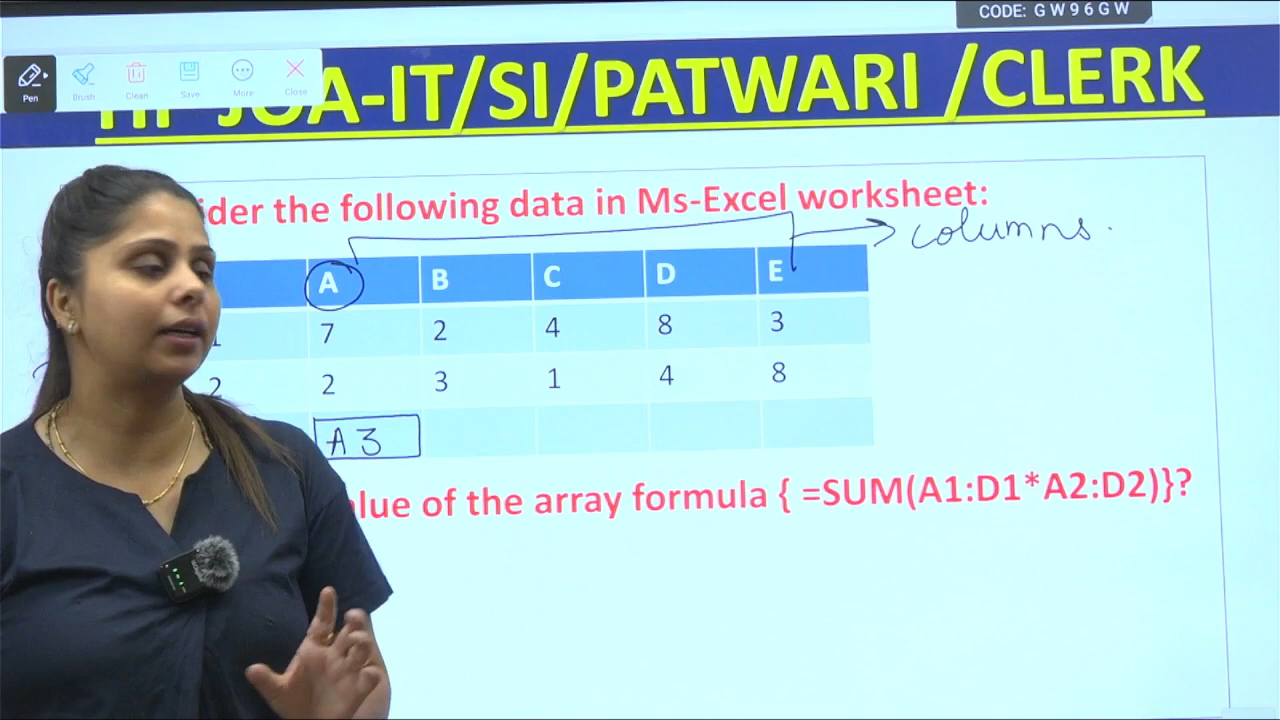 CODE: G W 9 6 G W
Pen Brush Clean Save More Close
JOA-IT/SI/PATWARI /CLERK
ider the following data in Ms-Excel worksheet:
columns.
A B C D E
1 7 2 4 8 3
2 2 3 1 4 8
A3
alue of the array formula { =SUM(A1:D1*A2:D2)}?